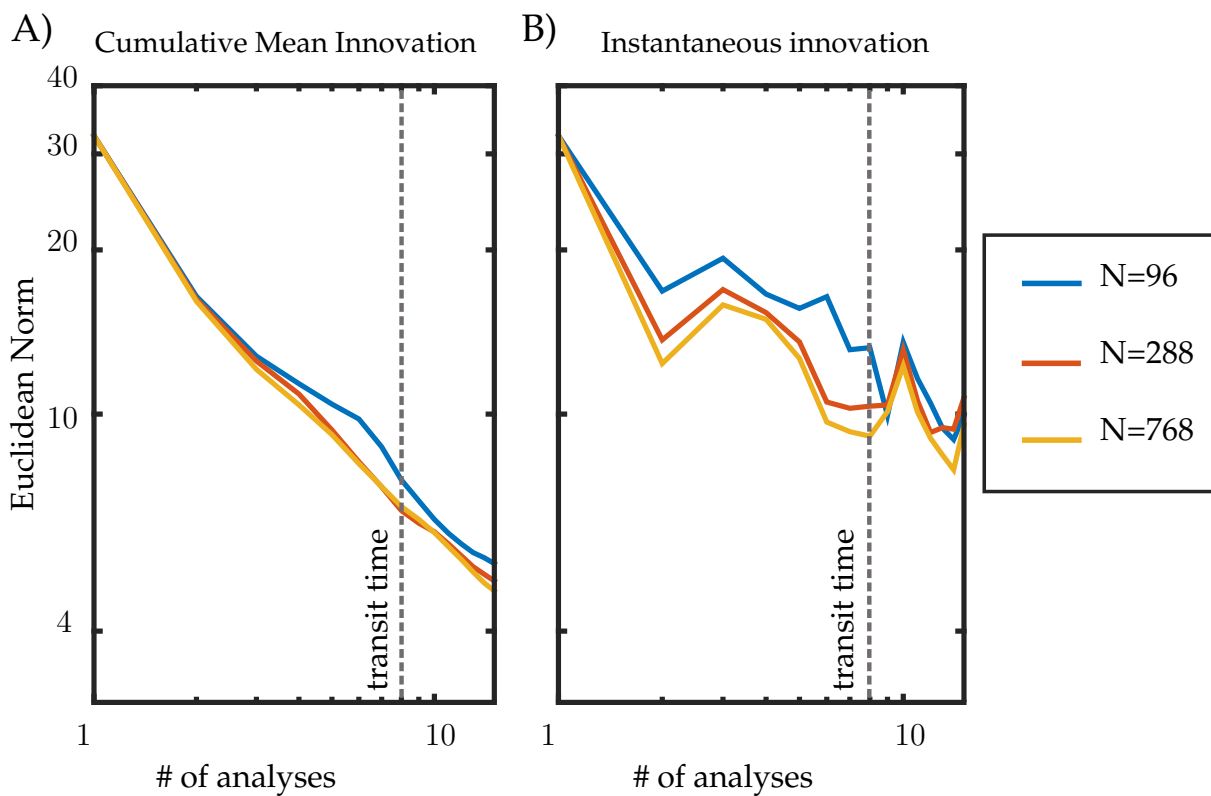 A)
Cumulative Mean Innovation
B)
Instantaneous innovation
Euclidean Norm
40
30
20
10
4
transit time
transit time
1
10
1
10
# of analyses
# of analyses
N=96
N=288
N=768